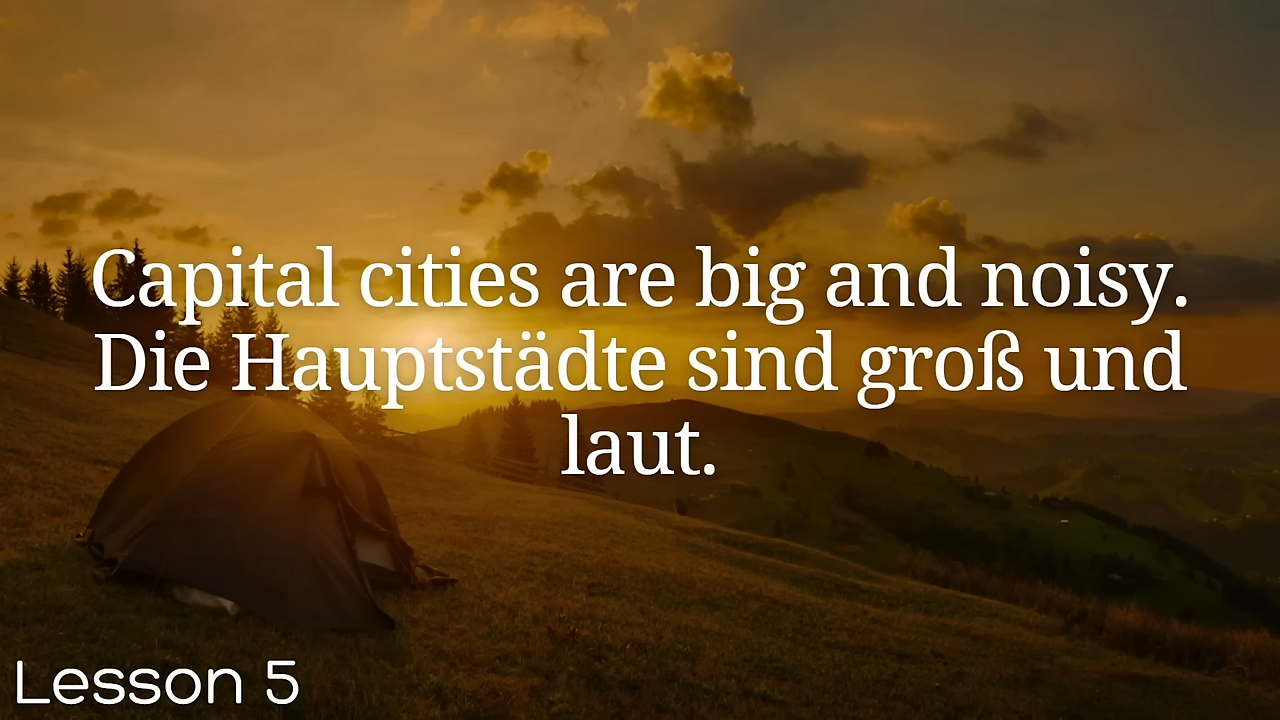 Capital cities are big and noisy.
Die Hauptstädte sind groß und
laut.
Lesson 5